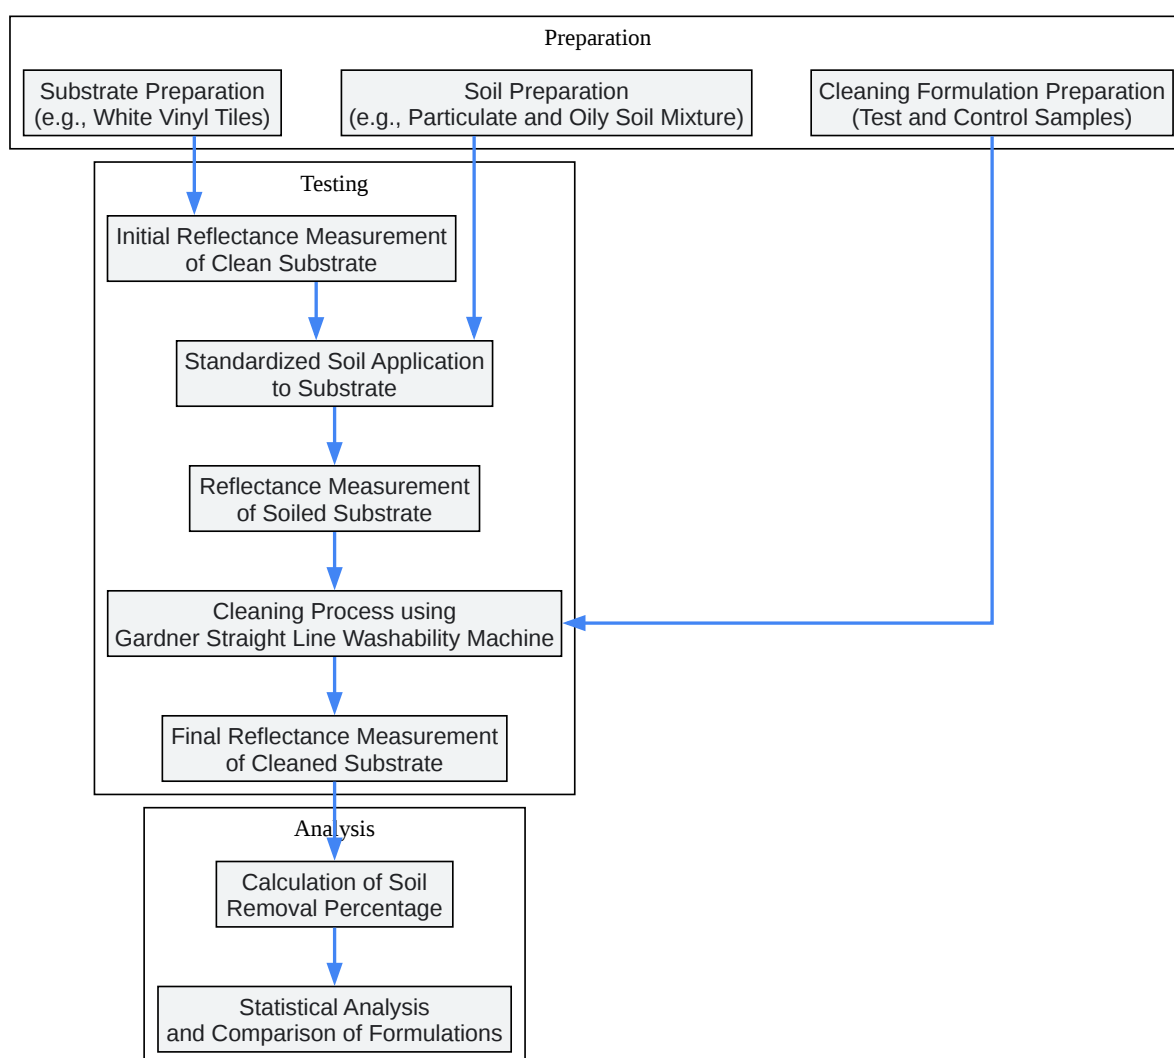 Preparation
Substrate Preparation
(e.g., White Vinyl Tiles)
Soil Preparation
(e.g., Particulate and Oily Soil Mixture)
Cleaning Formulation Preparation
(Test and Control Samples)
Testing
Initial Reflectance Measurement
of Clean Substrate
Standardized Soil Application
to Substrate
Reflectance Measurement
of Soiled Substrate
Cleaning Process using
Gardner Straight Line Washability Machine
Final Reflectance Measurement
of Cleaned Substrate
Analysis
Calculation of Soil
Removal Percentage
Statistical Analysis
and Comparison of Formulations